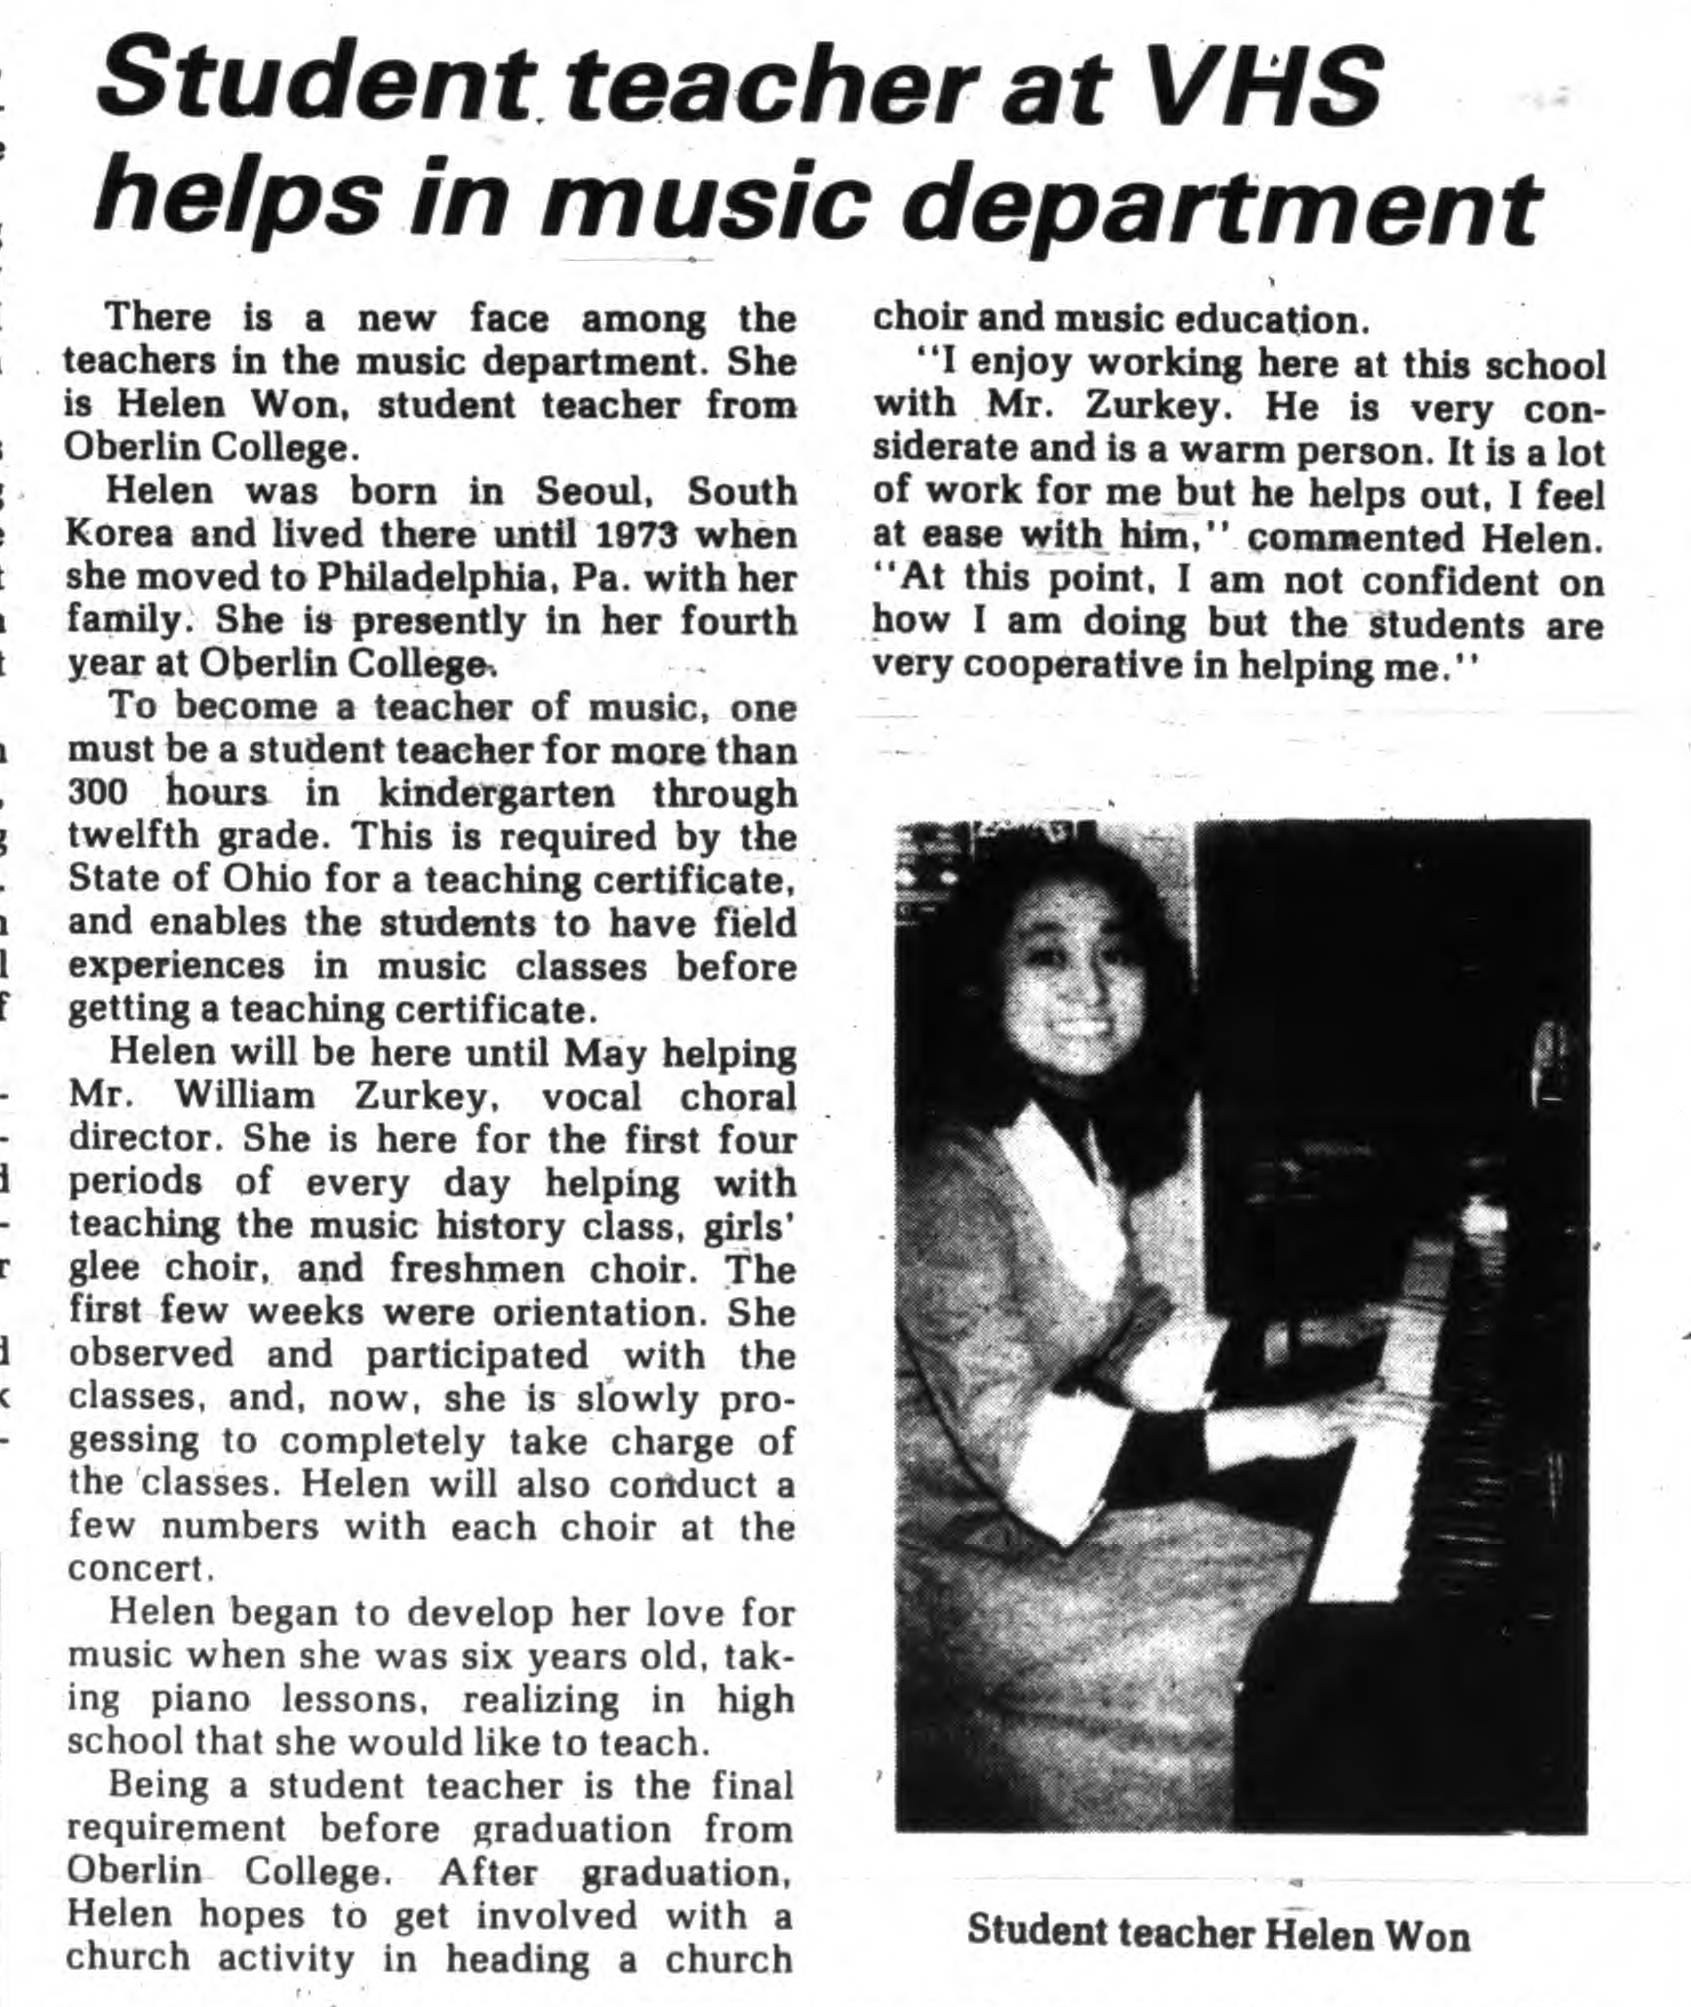 Student teacher at VHS
helps in music department
There is a new face among the
teachers in the music department. She
is Helen Won, student teacher from
Oberlin College.
Helen was born in Seoul, South
Korea and lived there until 1973 when
she moved to Philadelphia, Pa. with her
family. She is presently in her fourth
year at Oberlin College.
To become a teacher of music, one
must be a student teacher for more than
300 hours in kindergarten through
twelfth grade. This is required by the
State of Ohio for a teaching certificate,
and enables the students to have field
experiences in music classes before
getting a teaching certificate.
Helen will be here until May helping
Mr. William Zurkey, vocal choral
director. She is here for the first four
periods of every day helping with
teaching the music history class, girls'
glee choir, and freshmen choir. The
first few weeks were orientation. She
observed and participated with the
classes, and, now, she is slowly pro-
gessing to completely take charge of
the classes. Helen will also conduct a
few numbers with each choir at the
concert.
Helen began to develop her love for
music when she was six years old, tak-
ing piano lessons, realizing in high
school that she would like to teach.
Being a student teacher is the final
requirement before graduation from
Oberlin College. After graduation,
Helen hopes to get involved with a
church activity in heading a church
choir and music education.
"I enjoy working here at this school
with Mr. Zurkey. He is very con-
siderate and is a warm person. It is a lot
of work for me but he helps out, I feel
at ease with him," commented Helen.
"At this point, I am not confident on
how I am doing but the students are
very cooperative in helping me."
Student teacher Helen Won